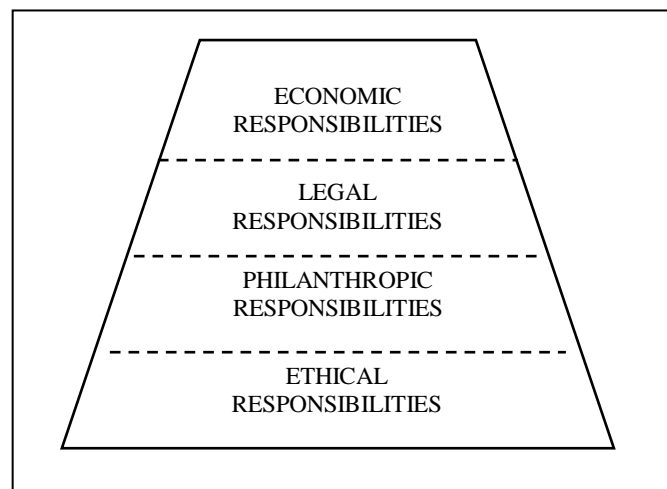 ECONOMIC
RESPONSIBILITIES
LEGAL
RESPONSIBILITIES
PHILANTHROPIC
RESPONSIBILITIES
ETHICAL
RESPONSIBILITIES